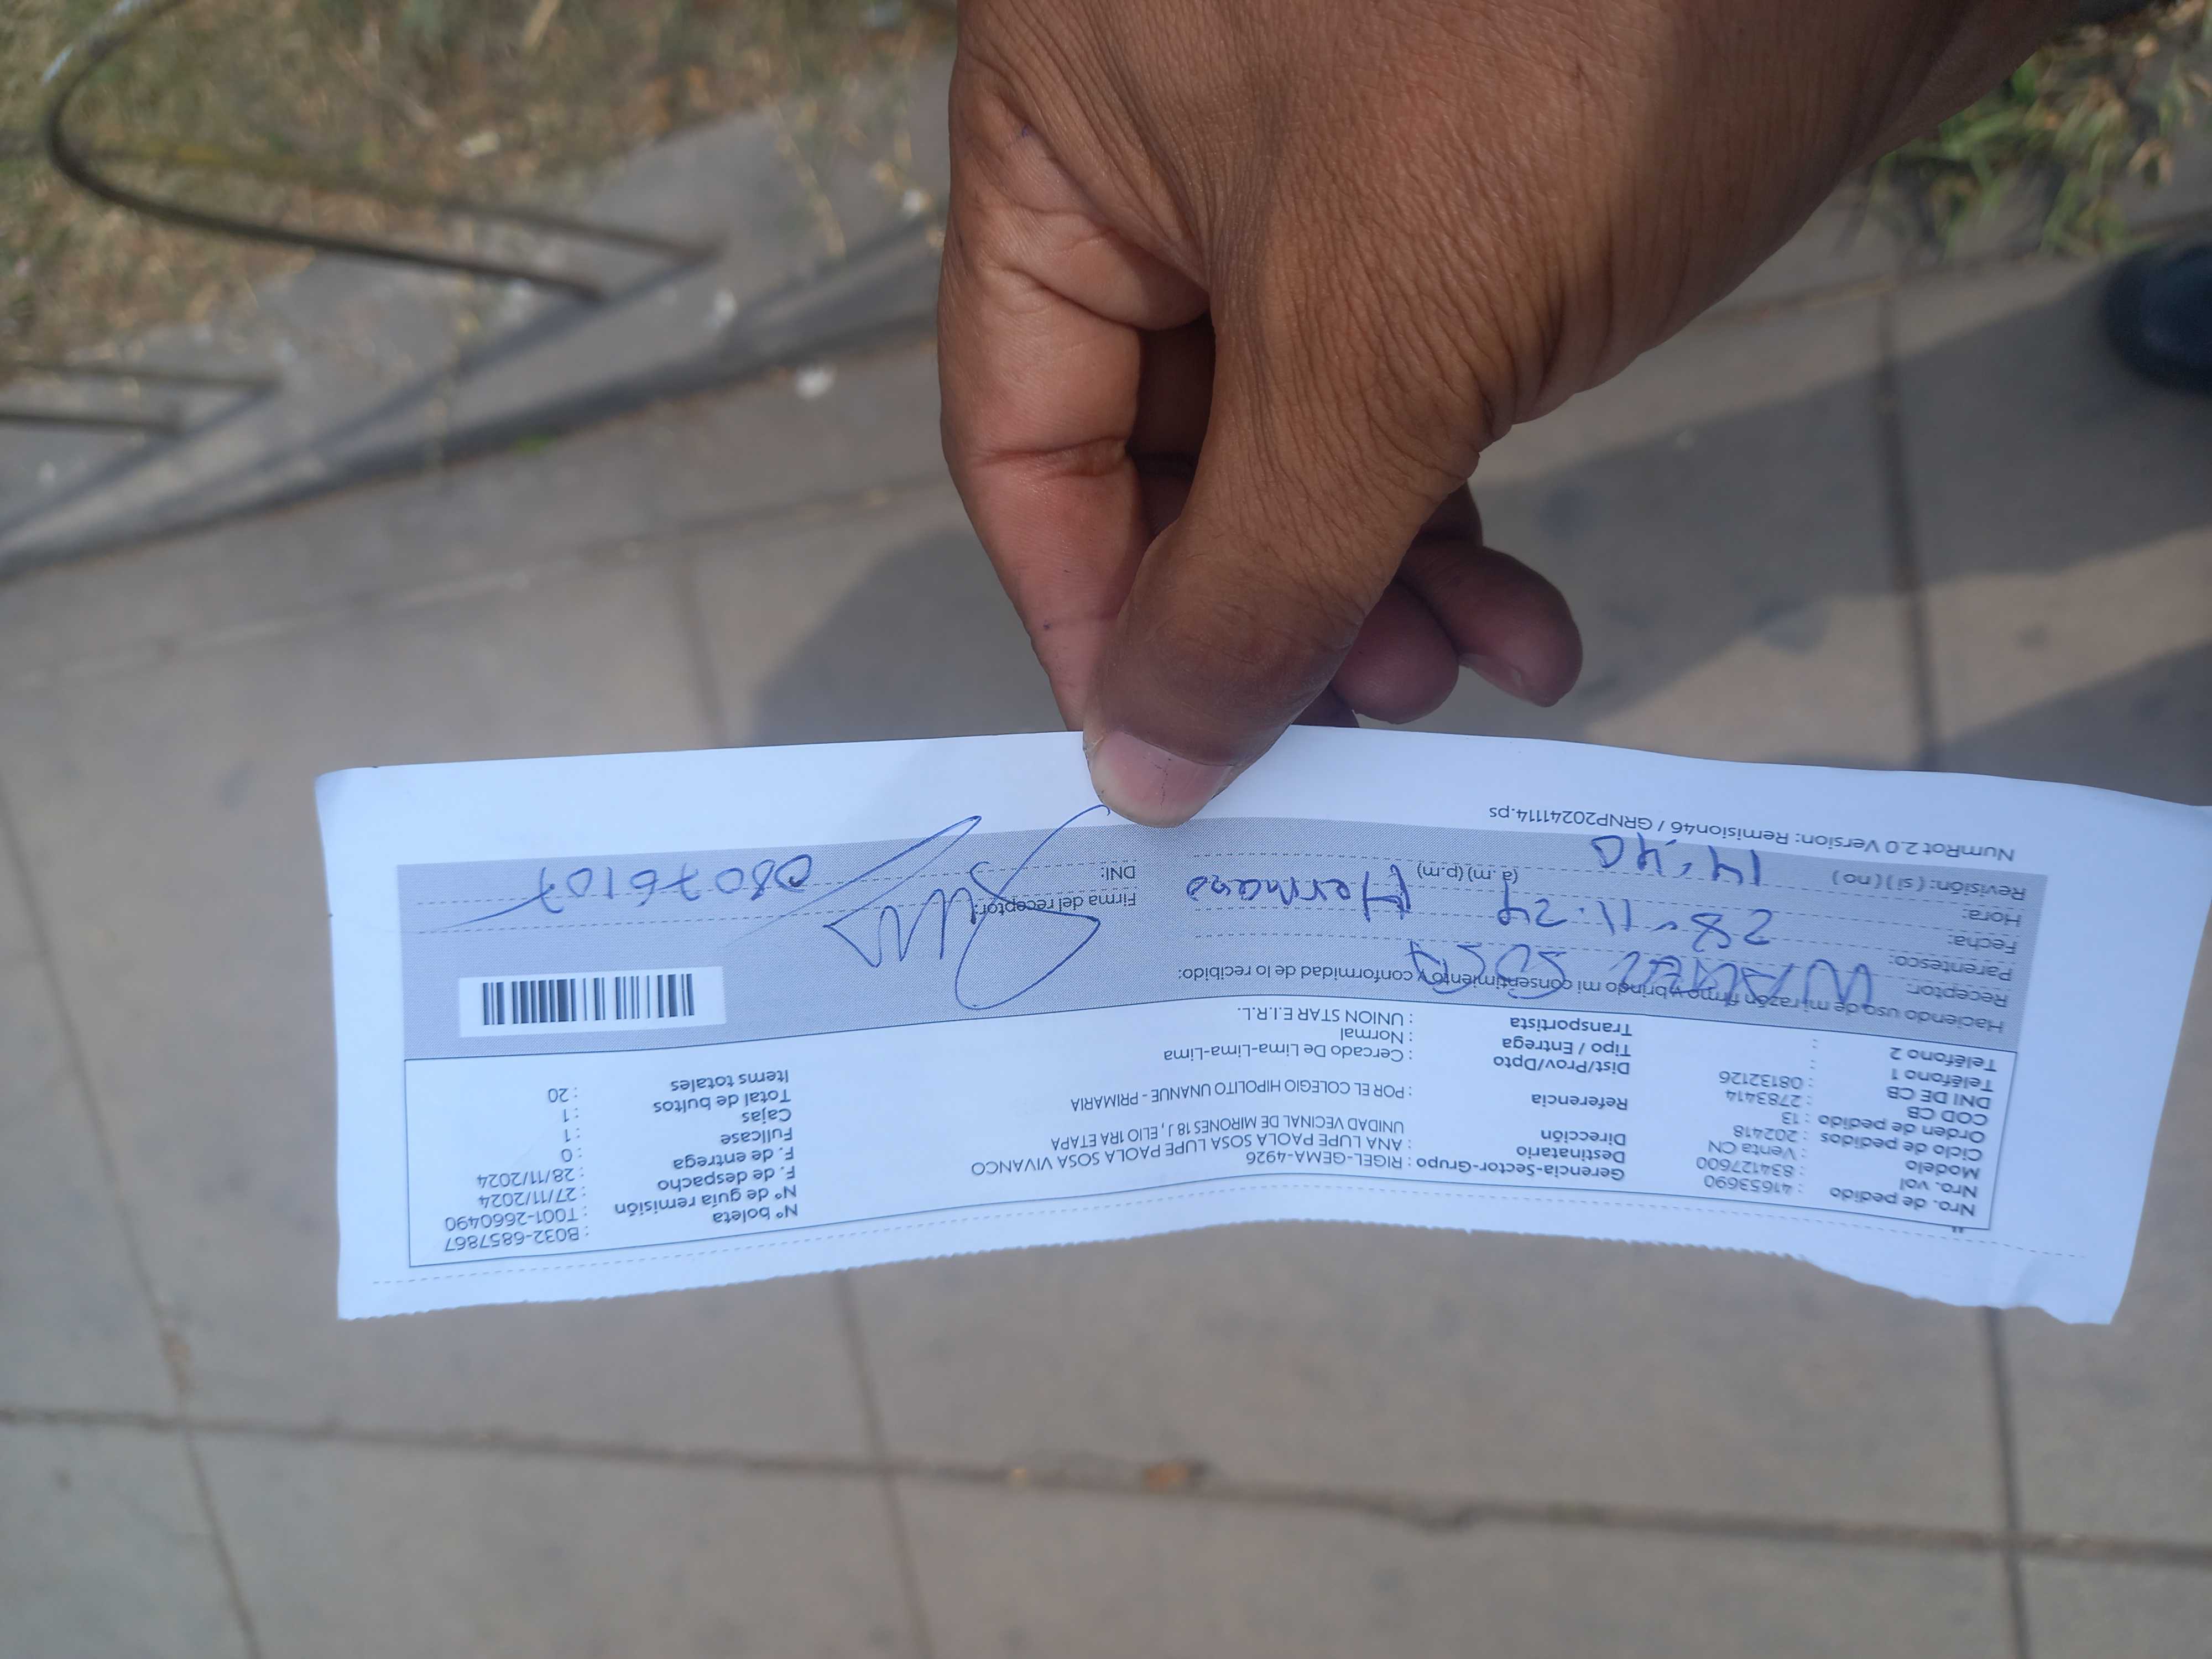 Nro. de pedido : 41653690
Nro. vol : 834127600
Modelo : Venta CN
Ciclo de pedidos : 202418
Orden de pedido : 13
COD CB : 2783414
DNI DE CB : 08132126
Teléfono 1 :
Teléfono 2 :
Gerencia-Sector-Grupo : RIGEL-GEMA-4926
Destinatario : ANA LUPE PAOLA SOSA LUPE PAOLA SOSA VIVANCO
Dirección UNIDAD VECINAL DE MIRONES 18 J , ELIO 1RA ETAPA
Referencia : POR EL COLEGIO HIPOLITO UNANUE - PRIMARIA
Dist/Prov/Dpto : Cercado De Lima-Lima-Lima
Tipo / Entrega : Normal
Transportista : UNION STAR E.I.R.L.
N° boleta : B032-6857867
N° de guía remisión : T001-2660490
F. de despacho : 27/11/2024
F. de entrega : 28/11/2024
Fullcase : 0
Cajas : 1
Total de bultos : 1
Items totales : 20
Haciendo uso de mi razón firmo y brindo mi consentimiento y conformidad de lo recibido:
Receptor: SOSA
Parentesco: Hermano
Fecha: 28-11-24
Hora: 14:40 (a.m) (p.m)
Revisión: ( si ) ( no )
Firma del receptor:
DNI: 08076107
NumRot 2.0 Version: Remision46 / GRNP20241114.ps